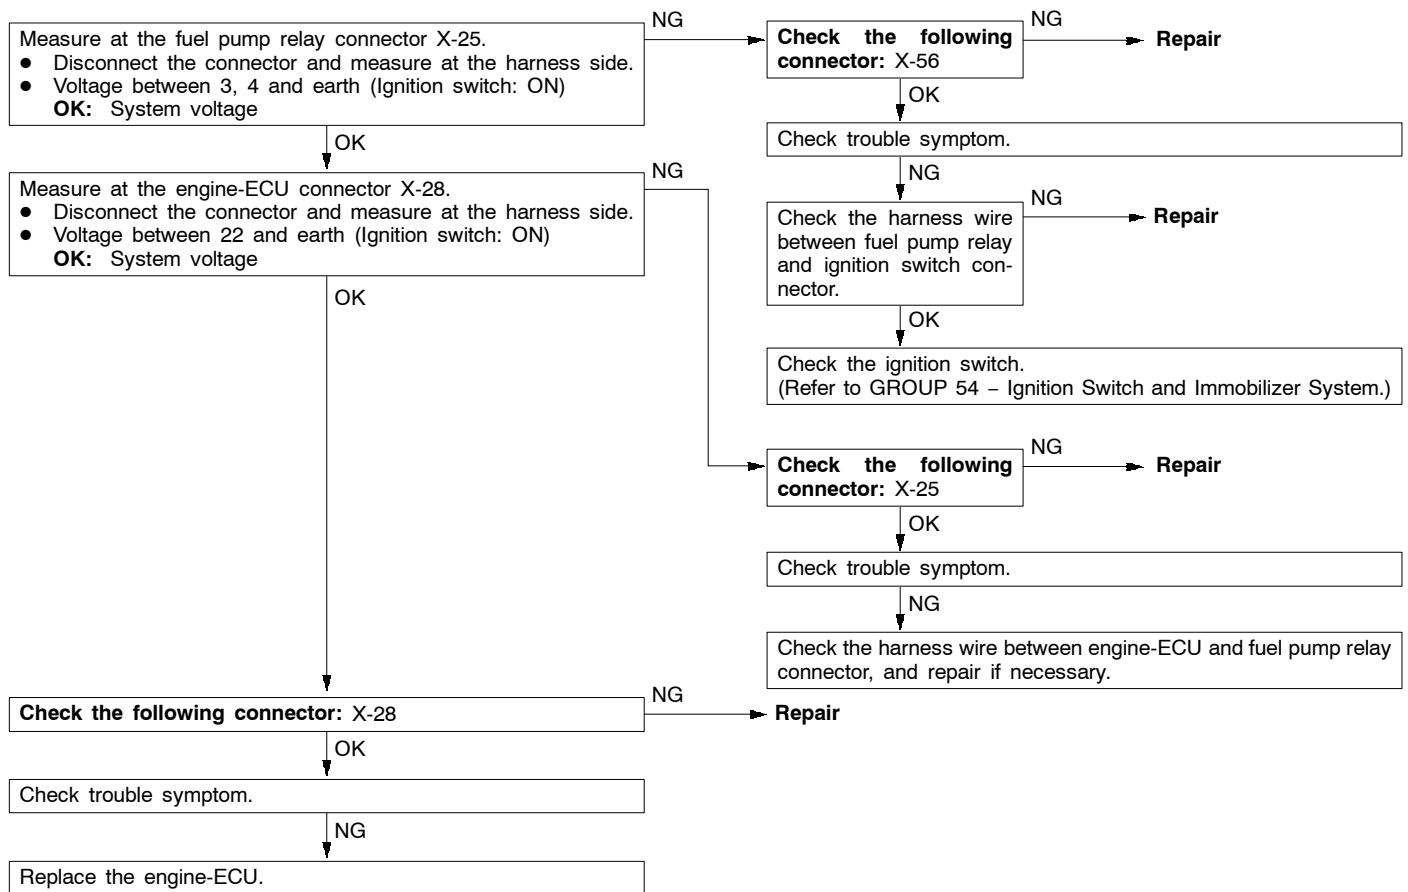 Measure at the fuel pump relay connector X-25.
● Disconnect the connector and measure at the harness side.
● Voltage between 3, 4 and earth (Ignition switch: ON)
OK: System voltage
NG
Check the following
connector: X-56
NG
Repair
OK
Check trouble symptom.
NG
Check the harness wire
between fuel pump relay
and ignition switch con-
nector.
NG
Repair
OK
Check the ignition switch.
(Refer to GROUP 54 – Ignition Switch and Immobilizer System.)
OK
Measure at the engine-ECU connector X-28.
● Disconnect the connector and measure at the harness side.
● Voltage between 22 and earth (Ignition switch: ON)
OK: System voltage
NG
Check the following
connector: X-25
NG
Repair
OK
Check trouble symptom.
NG
Check the harness wire between engine-ECU and fuel pump relay
connector, and repair if necessary.
OK
Check the following connector: X-28
NG
Repair
OK
Check trouble symptom.
NG
Replace the engine-ECU.